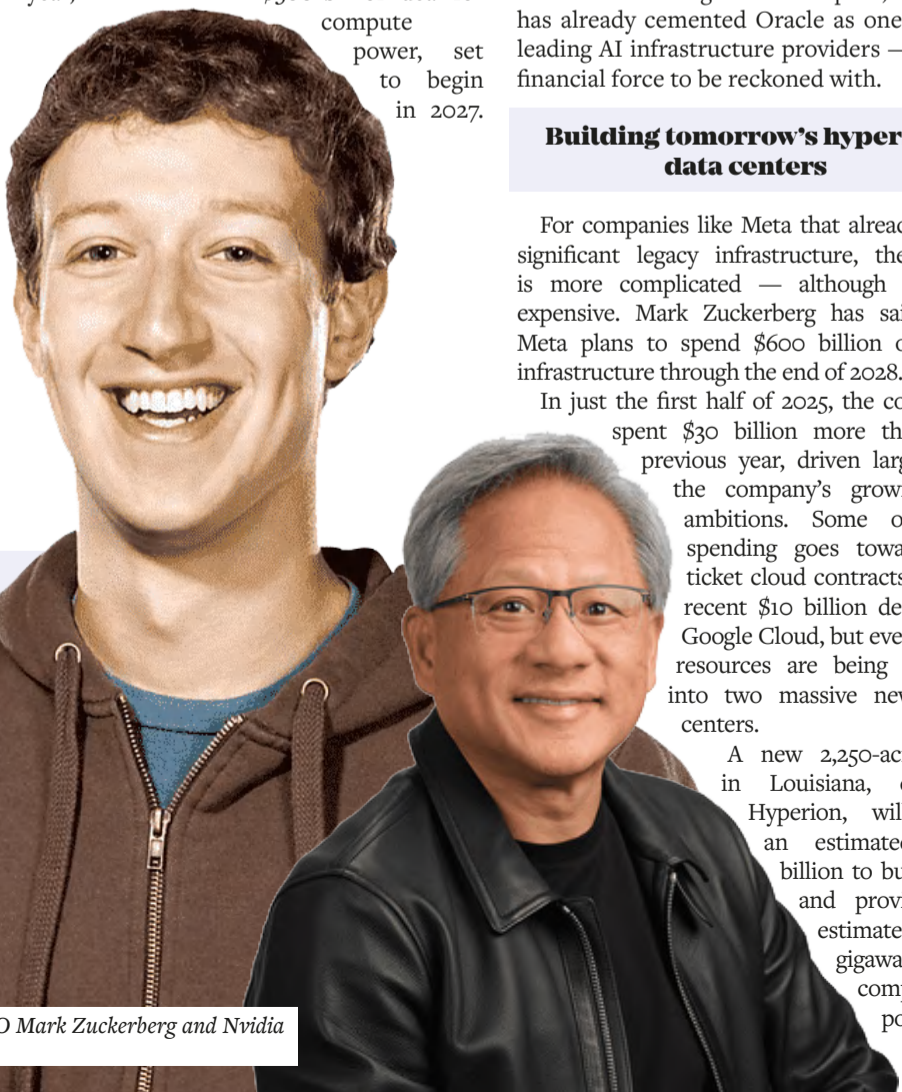 compute
power, set
to begin
in 2027.
has already cemented Oracle as one
leading AI infrastructure providers —
financial force to be reckoned with.
Building tomorrow's hyper
data centers
For companies like Meta that alread
significant legacy infrastructure, the
is more complicated — although
expensive. Mark Zuckerberg has sai
Meta plans to spend $600 billion o
infrastructure through the end of 2028.
In just the first half of 2025, the co
spent $30 billion more th
previous year, driven larg
the company's grow
ambitions. Some o
spending goes towa
ticket cloud contracts
recent $10 billion de
Google Cloud, but eve
resources are being
into two massive nev
centers.
A new 2,250-acr
in Louisiana,
Hyperion, wil
an estimate
billion to bu
and prov
estimate
gigawa
com
po
O Mark Zuckerberg and Nvidia